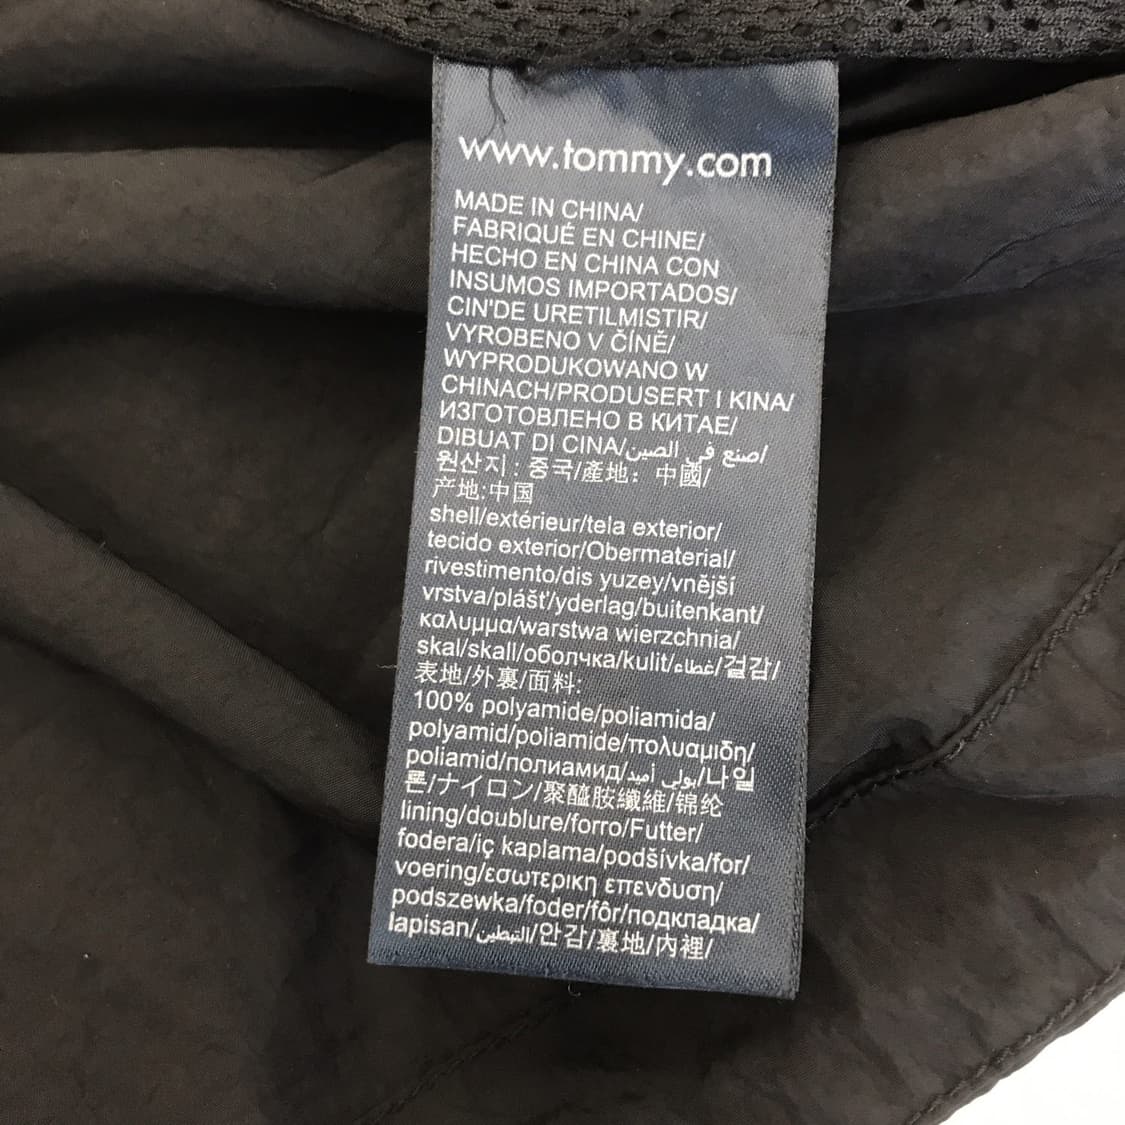 www.tommy.com
MADE IN CHINA/
FABRIQUÉ EN CHINE/
HECHO EN CHINA CON
INSUMOS IMPORTADOS/
CIN'DE URETILMISTIR/
VYROBENO V ČÍNĚ/
WYPRODUKOWANO W
CHINACH/PRODUSERT I KINA/
ИЗГОТОВЛЕНО В КИТАЕ/
DIBUAT DI CINA/صنع في الصين/
원산지 : 중국/產地：中國/
产地:中国
shell/extérieur/tela exterior/
tecido exterior/Obermaterial/
rivestimento/dis yuzey/vnější
vrstva/plášť/yderlag/buitenkant/
καλυμμα/warstwa wierzchnia/
skal/skall/оболчка/kulit/غطاء/겉감/
表地/外裏/面料:
100% polyamide/poliamida/
polyamid/poliamide/πολυαμιδη/
poliamid/полиамид/بولي أميد/나일
론/ナイロン/聚醯胺纖維/锦纶
lining/doublure/forro/Futter/
fodera/iç kaplama/podšívka/for/
voering/εσωτερικη επενδυση/
podszewka/foder/fôr/подкладка/
lapisan/التبطين/안감/裏地/內裡/